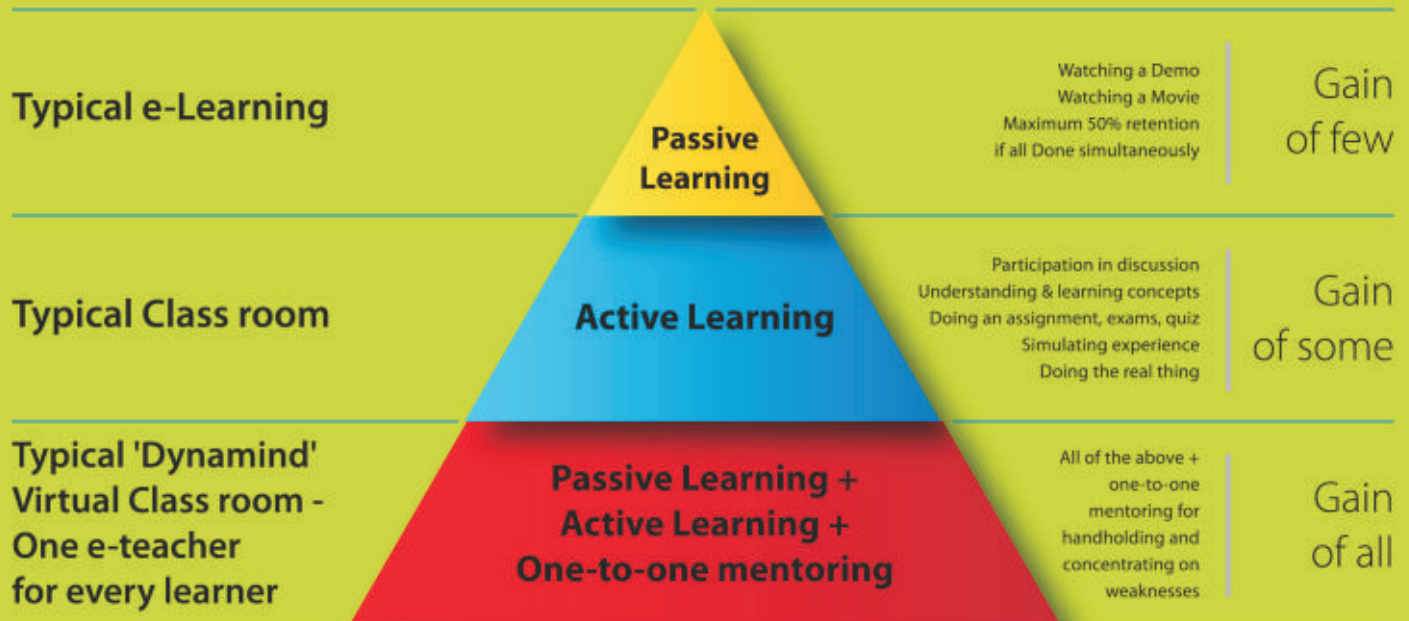 Typical e-Learning
Passive
Learning
Watching a Demo
Watching a Movie
Maximum 50% retention
if all Done simultaneously
Gain
of few
Typical Class room
Active Learning
Participation in discussion
Understanding & learning concepts
Doing an assignment, exams, quiz
Simulating experience
Doing the real thing
Gain
of some
Typical 'Dynamind'
Virtual Class room -
One e-teacher
for every learner
Passive Learning +
Active Learning +
One-to-one mentoring
All of the above +
one-to-one
mentoring for
handholding and
concentrating on
weaknesses
Gain
of all